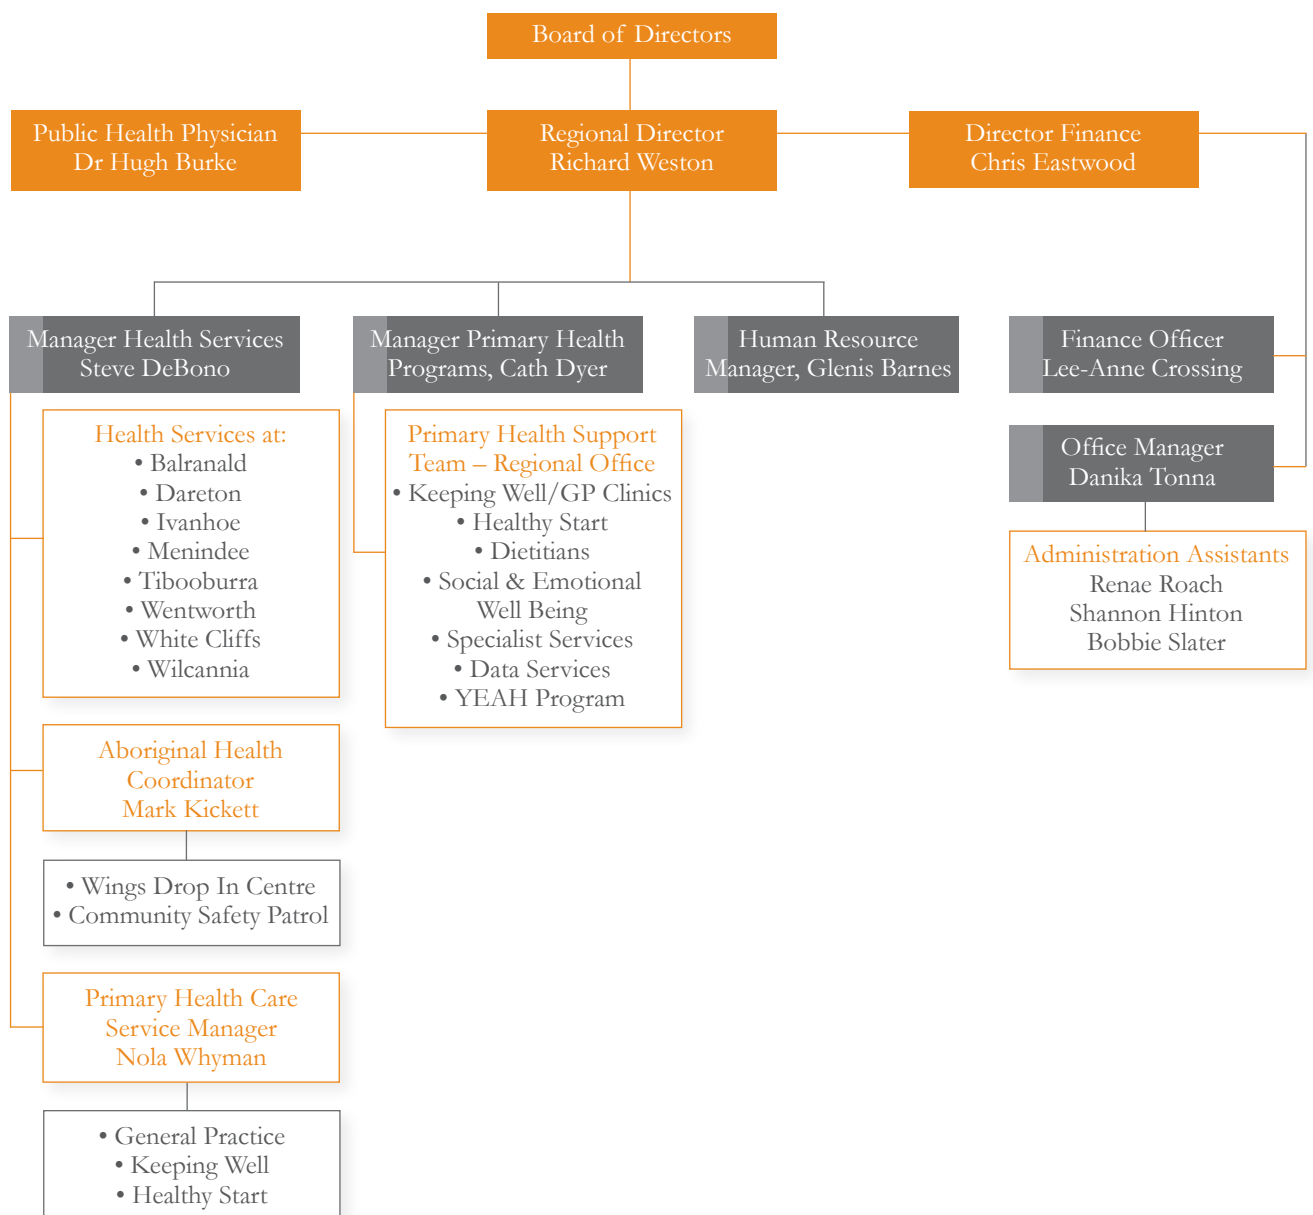 Board of Directors
Public Health Physician
Dr Hugh Burke
Regional Director
Richard Weston
Director Finance
Chris Eastwood
Manager Health Services
Steve DeBono
Manager Primary Health
Programs, Cath Dyer
Human Resource
Manager, Glenis Barnes
Finance Officer
Lee-Anne Crossing
Health Services at:
• Balranald
• Dareton
• Ivanhoe
• Menindee
• Tibooburra
• Wentworth
• White Cliffs
• Wilcannia
Primary Health Support
Team – Regional Office
• Keeping Well/GP Clinics
• Healthy Start
• Dietitians
• Social & Emotional
Well Being
• Specialist Services
• Data Services
• YEAH Program
Office Manager
Danika Tonna
Administration Assistants
Renae Roach
Shannon Hinton
Bobbie Slater
Aboriginal Health
Coordinator
Mark Kickett
• Wings Drop In Centre
• Community Safety Patrol
Primary Health Care
Service Manager
Nola Whyman
• General Practice
• Keeping Well
• Healthy Start